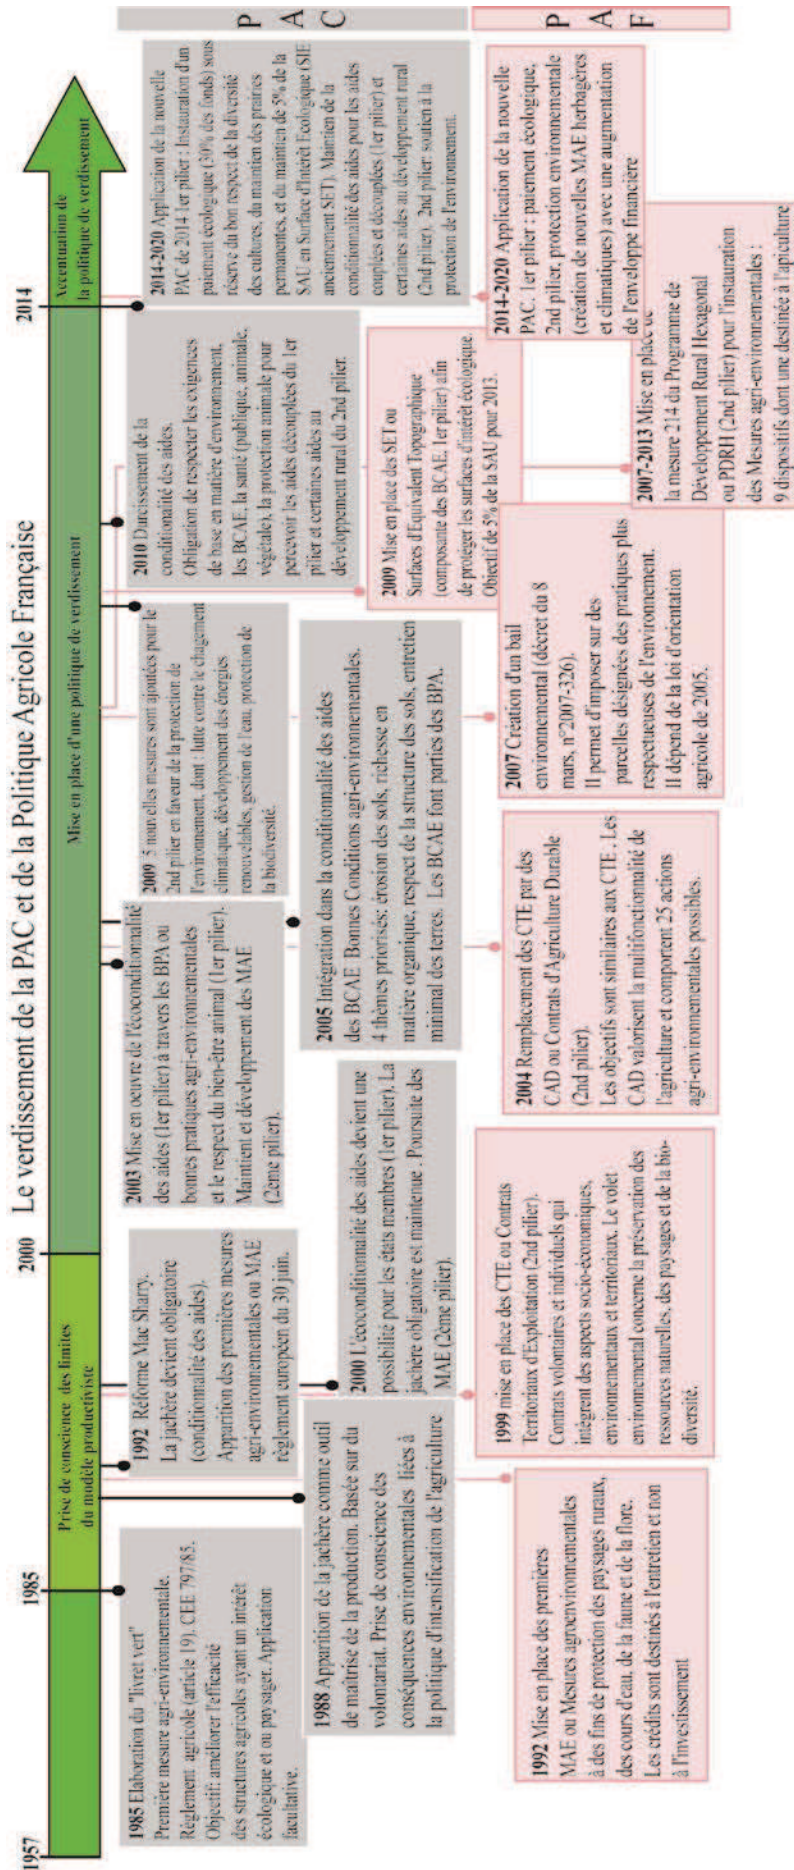 Le verdissement de la PAC et de la Politique Agricole Française
1957
1985
2000
2014
Prise de conscience des limites
du modèle productiviste
Mise en place d'une politique de verdissement
Accentuation de
la politique de verdissement
P A C
1985 Elaboration du "livret vert"
Première mesure agri-environnementale.
Règlement agricole (article 19). CEE 797/85.
Objectif: améliorer l'efficacité
des structures agricoles ayant un intérêt
écologique et ou paysager. Application
facultative.
1988 Apparition de la jachère comme outil
de maîtrise de la production. Basée sur du
volontariat. Prise de conscience des
conséquences environnementales liées à
la politique d'intensification de l'agriculture
1992 Réforme Mac Sharry.
La jachère devient obligatoire
(conditionnalité des aides).
Apparition des premières mesures
agri-environnementales ou MAE
règlement européen du 30 juin.
2000 L'écoconditionnalité des aides devient une
possibilité pour les états membres (1er pilier). La
jachère obligatoire est maintenue. Poursuite des
MAE (2ème pilier).
2003 Mise en oeuvre de l'écoconditionnalité
des aides (1er pilier) à travers les BPA ou
bonnes pratiques agri-environnementales
et le respect du bien-être animal (1er pilier).
Maintient et développement des MAE
(2ème pilier).
2005 Intégration dans la conditionnalité des aides
des BCAE Bonnes Conditions agri-environnementales.
4 thèmes priorisés: érosion des sols, richesse en
matière organique, respect de la structure des sols, entretien
minimal des terres. Les BCAE font parties des BPA.
2009 5 nouvelles mesures sont ajoutées pour le
2nd pilier en faveur de la protection de
l'environnement, dont : lutte contre le chagement
climatique, développement des énergies
renouvelables, gestion de l'eau, protection de
la biodiversité.
2010 Durcissement de la
conditionalité des aides.
Obligation de respecter les exigences
de base en matière d'environnement,
les BCAE, la santé (publique, animale,
végétale), la protection animale pour
percevoir les aides découplées du 1er
pilier et certaines aides au
développement rural du 2nd pilier.
2014-2020 Application de la nouvelle
PAC de 2014 1er pilier : Instauration d'un
paiement écologique (30% des fonds) sous
réserve du bon respect de la diversité
des cultures, du maintien des prairies
permanentes, et du maintien de 5% de la
SAU en Surface d'Intérêt Ecologique (SIE
anciennement SET). Maintien de la
conditionnalité des aides pour les aides
couplées et découplées (1er pilier) et
certaines aides au développement rural
(2nd pilier). 2nd pilier: soutien à la
protection de l'environnement.
P A F
1992 Mise en place des premières
MAE ou Mesures agroenvironnementales
à des fins de protection des paysages ruraux,
des cours d'eau, de la faune et de la flore.
Les crédits sont destinés à l'entretien et non
à l'investissement
1999 mise en place des CTE ou Contrats
Territoriaux d'Exploitation (2nd pilier).
Contrats volontaires et individuels qui
intègrent des aspects socio-économiques,
environnementaux et territoriaux. Le volet
environnemental concerne la préservation des
ressources naturelles, des paysages et de la bio-
diversité.
2004 Remplacement des CTE par des
CAD ou Contrats d'Agriculture Durable
(2nd pilier).
Les objectifs sont similaires aux CTE . Les
CAD valorisent la multifonctionnalité de
l'agriculture et comportent 25 actions
agri-environnementales possibles.
2007 Création d'un bail
environnemental (décret du 8
mars, n°2007-326).
Il permet d'imposer sur des
parcelles désignées des pratiques plus
respectueuses de l'environnement.
Il dépend de la loi d'orientation
agricole de 2005.
2009 Mise en place des SET ou
Surfaces d'Equivalent Topographique
(composante des BCAE, 1er pilier) afin
de protéger les surfaces d'intérêt écologique.
Objectif de 5% de la SAU pour 2013.
2007-2013 Mise en place de
la mesure 214 du Programme de
Développement Rural Hexagonal
ou PDRH (2nd pilier) pour l'instauration
des Mesures agri-environnementales :
9 dispositifs dont une destinée à l'apiculture
2014-2020 Application de la nouvelle
PAC. 1er pilier : paiement écologique,
2nd pilier, protection environnementale
(création de nouvelles MAE herbagères
et climatiques) avec une augmentation
de l'enveloppe financière